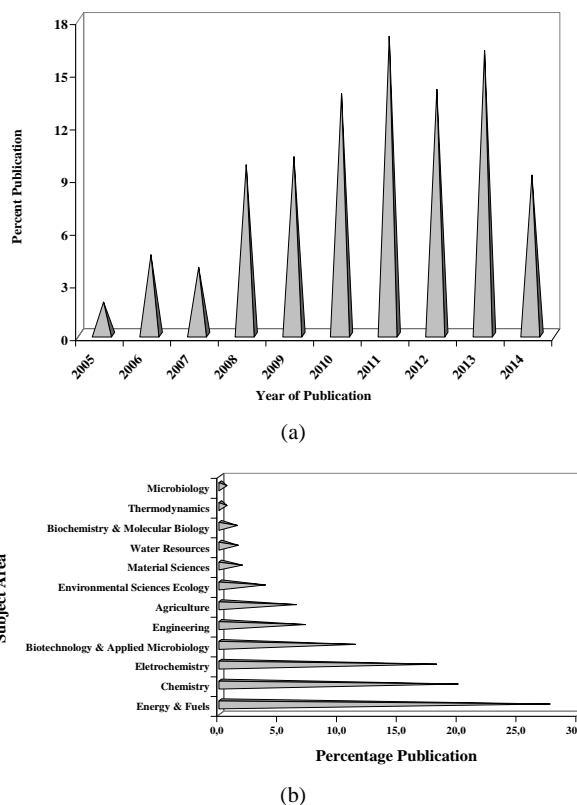 18
15
12
9
6
3
0
Percent Publication
2005 2006 2007 2008 2009 2010 2011 2012 2013 2014
Year of Publication
(a)
Subject Area
Microbiology
Thermodynamics
Biochemistry & Molecular Biology
Water Resources
Material Sciences
Environmental Sciences Ecology
Agriculture
Engineering
Biotechnology & Applied Microbiology
Eletrochemistry
Chemistry
Energy & Fuels
0,0 5,0 10,0 15,0 20,0 25,0
Percentage Publication
(b)